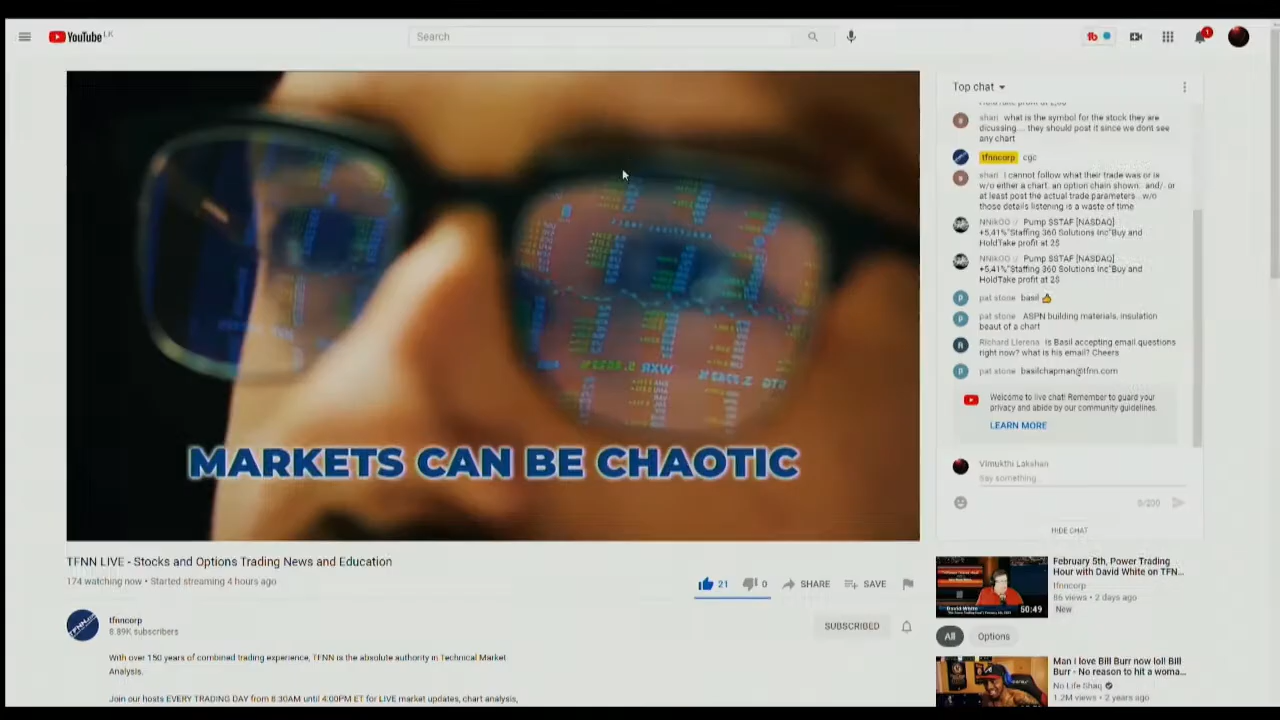 YouTube LK
Search
1
Top chat
shari what is the symbol for the stock they are
dicussing.... they should post it since we dont see
any chart
tfnncorp cgc
shari I cannot follow what their trade was or is
w/o either a chart, an option chain shown, and/. or
at least post the actual trade parameters...w/o
those details listening is a waste of time
NNikOO Pump $STAF [NASDAQ]
+5,41%"Staffing 360 Solutions Inc"Buy and
HoldTake profit at 2$
NNikOO Pump $STAF [NASDAQ]
+5,41%"Staffing 360 Solutions Inc"Buy and
HoldTake profit at 2$
pat stone basil
pat stone ASPN building materials, insulation
beaut of a chart
Richard Llerena Is Basil accepting email questions
right now? what is his email? Cheers
pat stone basilchapman@tfnn.com
Welcome to live chat! Remember to guard your
privacy and abide by our community guidelines.
LEARN MORE
Vimukthi Lakshan
Say something...
0/200
HIDE CHAT
MARKETS CAN BE CHAOTIC
TFNN LIVE - Stocks and Options Trading News and Education
174 watching now • Started streaming 4 hours ago
21 0 SHARE SAVE
tfnncorp
8.89K subscribers
SUBSCRIBED
With over 150 years of combined trading experience, TFNN is the absolute authority in Technical Market
Analysis.
Join our hosts EVERY TRADING DAY from 8:30AM until 4:00PM ET for LIVE market updates, chart analysis,
David White
50:49
February 5th, Power Trading
Hour with David White on TFN...
tfnncorp
86 views • 2 days ago
New
All Options
Man I love Bill Burr now lol! Bill
Burr - No reason to hit a woma...
No Life Shaq
1.2M views • 2 years ago